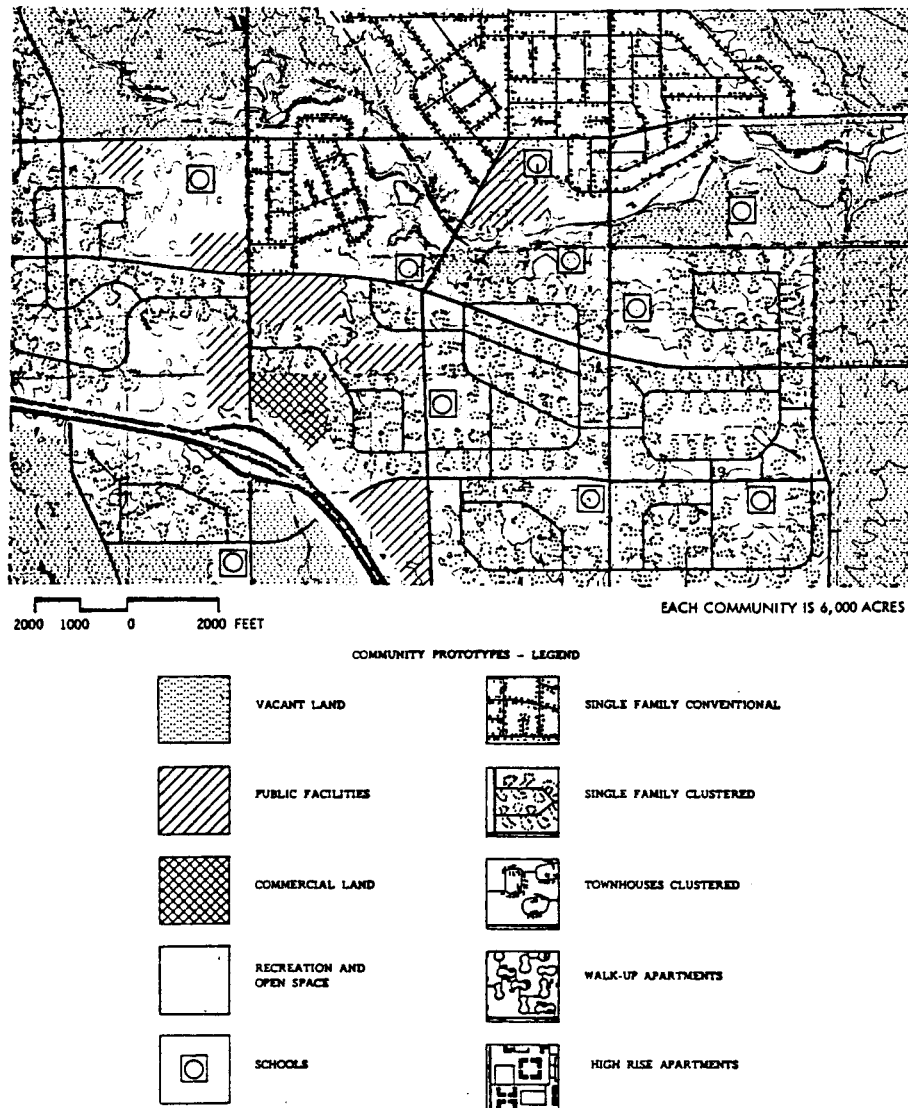 2000 1000 0 2000 FEET
EACH COMMUNITY IS 6,000 ACRES
COMMUNITY PROTOTYPES - LEGEND
VACANT LAND
SINGLE FAMILY CONVENTIONAL
PUBLIC FACILITIES
SINGLE FAMILY CLUSTERED
COMMERCIAL LAND
TOWNHOUSES CLUSTERED
RECREATION AND
OPEN SPACE
WALK-UP APARTMENTS
SCHOOLS
HIGH RISE APARTMENTS